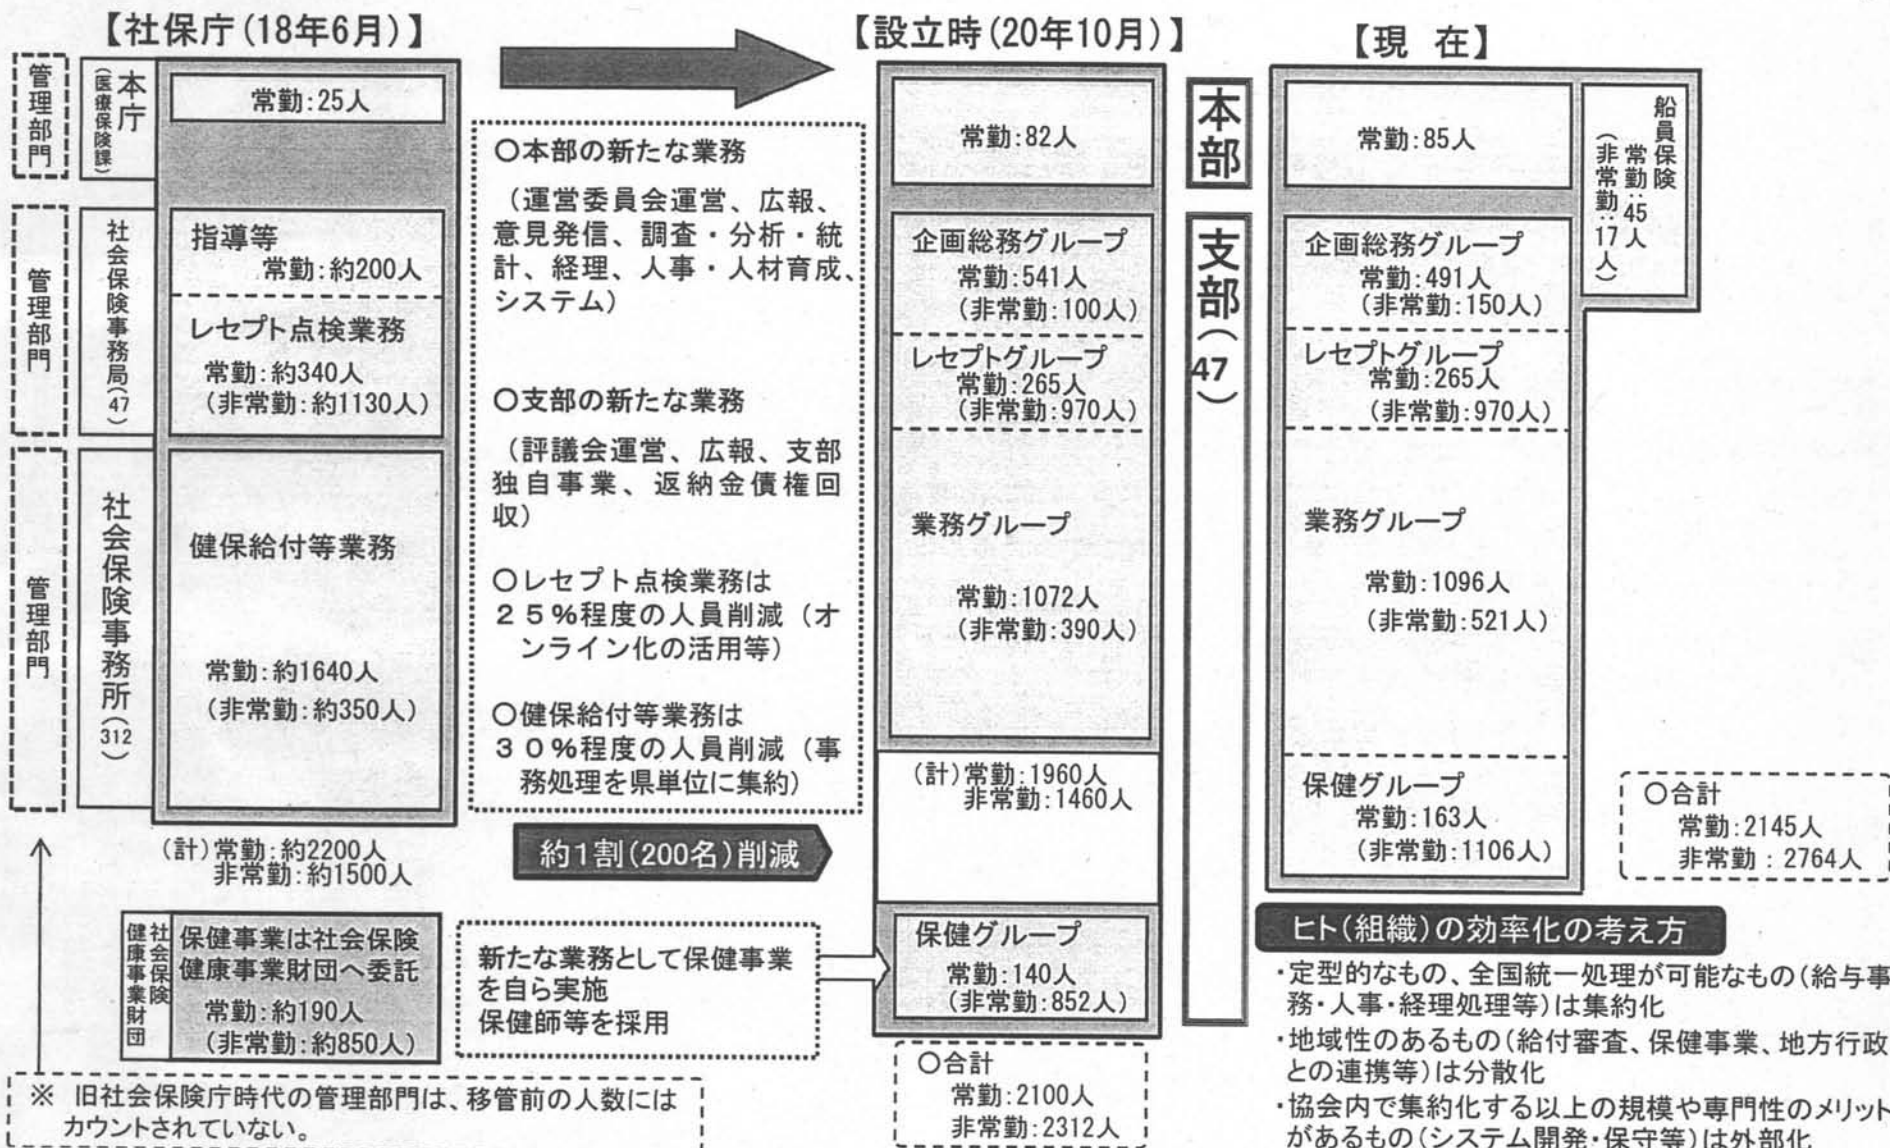 【社保庁(18年6月)】
管理部門
本庁
(医療保険課)
常勤:25人
管理部門
社会保険事務局(47)
指導等
常勤:約200人
レセプト点検業務
常勤:約340人
(非常勤:約1130人)
管理部門
社会保険事務所(312)
健保給付等業務
常勤:約1640人
(非常勤:約350人)
(計)常勤:約2200人
非常勤:約1500人
社会保険
健康事業財団
保健事業は社会保険
健康事業財団へ委託
常勤:約190人
(非常勤:約850人)
※ 旧社会保険庁時代の管理部門は、移管前の人数には
カウントされていない。
○本部の新たな業務
(運営委員会運営、広報、
意見発信、調査・分析・統
計、経理、人事・人材育成、
システム)
○支部の新たな業務
(評議会運営、広報、支部
独自事業、返納金債権回
収)
○レセプト点検業務は
25%程度の人員削減(オ
ンライン化の活用等)
○健保給付等業務は
30%程度の人員削減(事
務処理を県単位に集約)
約1割(200名)削減
新たな業務として保健事業
を自ら実施
保健師等を採用
【設立時(20年10月)】
常勤:82人
企画総務グループ
常勤:541人
(非常勤:100人)
レセプトグループ
常勤:265人
(非常勤:970人)
業務グループ
常勤:1072人
(非常勤:390人)
(計)常勤:1960人
非常勤:1460人
保健グループ
常勤:140人
(非常勤:852人)
○合計
常勤:2100人
非常勤:2312人
本部
支部(47)
【現 在】
常勤:85人
船員保険
常勤:45人
(非常勤:17人)
企画総務グループ
常勤:491人
(非常勤:150人)
レセプトグループ
常勤:265人
(非常勤:970人)
業務グループ
常勤:1096人
(非常勤:521人)
保健グループ
常勤:163人
(非常勤:1106人)
○合計
常勤:2145人
非常勤:2764人
ヒト(組織)の効率化の考え方
・定型的なもの、全国統一処理が可能なもの(給与事
務・人事・経理処理等)は集約化
・地域性のあるもの(給付審査、保健事業、地方行政
との連携等)は分散化
・協会内で集約化する以上の規模や専門性のメリット
があるもの(システム開発・保守等)は外部化